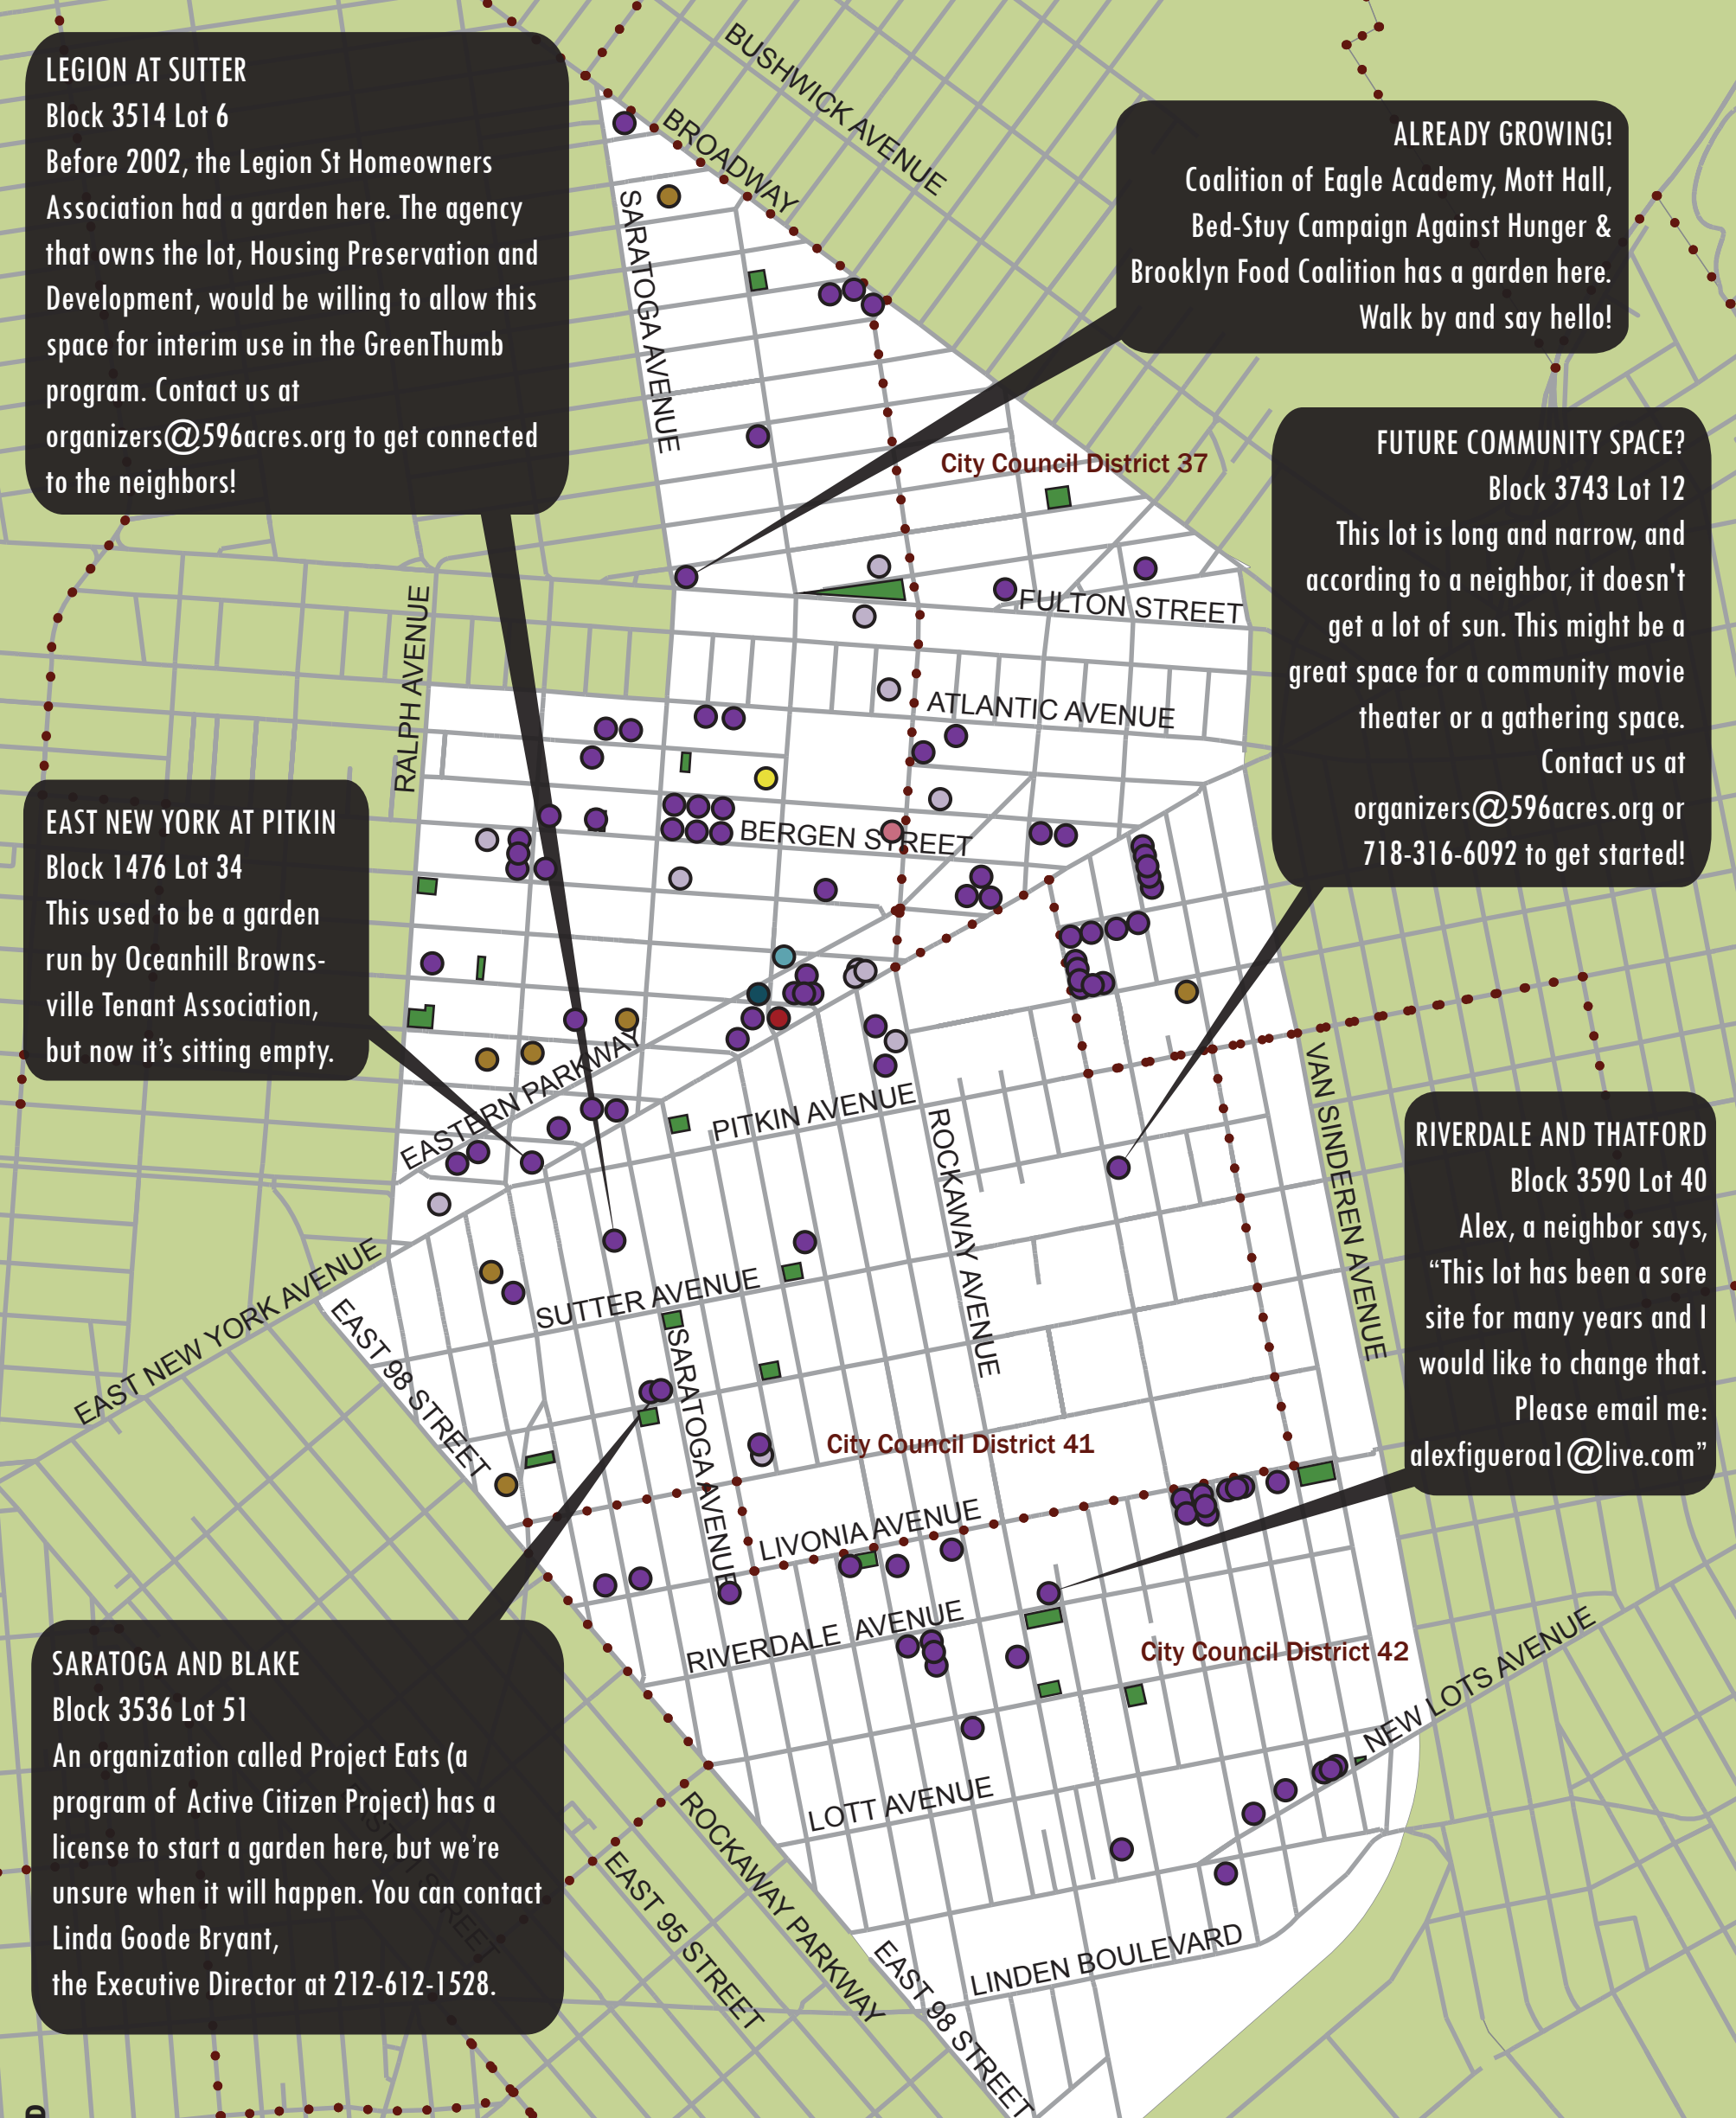 LEGION AT SUTTER
Block 3514 Lot 6
Before 2002, the Legion St Homeowners
Association had a garden here. The agency
that owns the lot, Housing Preservation and
Development, would be willing to allow this
space for interim use in the GreenThumb
program. Contact us at
organizers@596acres.org to get connected
to the neighbors!
BUSHWICK AVENUE
BROADWAY
SARATOGA AVENUE
ALREADY GROWING!
Coalition of Eagle Academy, Mott Hall,
Bed-Stuy Campaign Against Hunger &
Brooklyn Food Coalition has a garden here.
Walk by and say hello!
City Council District 37
FUTURE COMMUNITY SPACE?
Block 3743 Lot 12
This lot is long and narrow, and
according to a neighbor, it doesn't
get a lot of sun. This might be a
great space for a community movie
theater or a gathering space.
Contact us at
organizers@596acres.org or
718-316-6092 to get started!
FULTON STREET
RALPH AVENUE
ATLANTIC AVENUE
BERGEN STREET
EAST NEW YORK AT PITKIN
Block 1476 Lot 34
This used to be a garden
run by Oceanhill Browns-
ville Tenant Association,
but now it’s sitting empty.
EASTERN PARKWAY
PITKIN AVENUE
ROCKAWAY AVENUE
VAN SINDEREN AVENUE
RIVERDALE AND THATFORD
Block 3590 Lot 40
Alex, a neighbor says,
“This lot has been a sore
site for many years and I
would like to change that.
Please email me:
alexfigueroa1@live.com”
EAST NEW YORK AVENUE
SUTTER AVENUE
EAST 98 STREET
SARATOGA AVENUE
City Council District 41
LIVONIA AVENUE
RIVERDALE AVENUE
City Council District 42
NEW LOTS AVENUE
SARATOGA AND BLAKE
Block 3536 Lot 51
An organization called Project Eats (a
program of Active Citizen Project) has a
license to start a garden here, but we’re
unsure when it will happen. You can contact
Linda Goode Bryant,
the Executive Director at 212-612-1528.
LOTT AVENUE
ROCKAWAY PARKWAY
EAST 95 STREET
EAST 98 STREET
LINDEN BOULEVARD